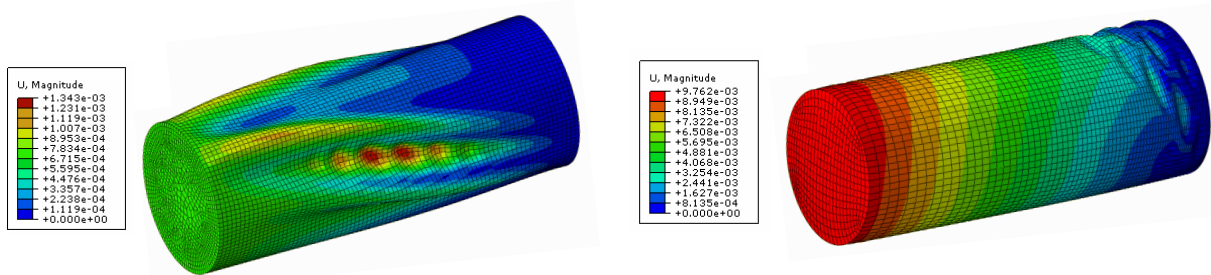 U, Magnitude
+1.343e-03
+1.231e-03
+1.119e-03
+1.007e-03
+8.953e-04
+7.834e-04
+6.715e-04
+5.595e-04
+4.476e-04
+3.357e-04
+2.238e-04
+1.119e-04
+0.000e+00
U, Magnitude
+9.762e-03
+8.949e-03
+8.135e-03
+7.322e-03
+6.508e-03
+5.695e-03
+4.881e-03
+4.068e-03
+3.254e-03
+2.441e-03
+1.627e-03
+8.135e-04
+0.000e+00